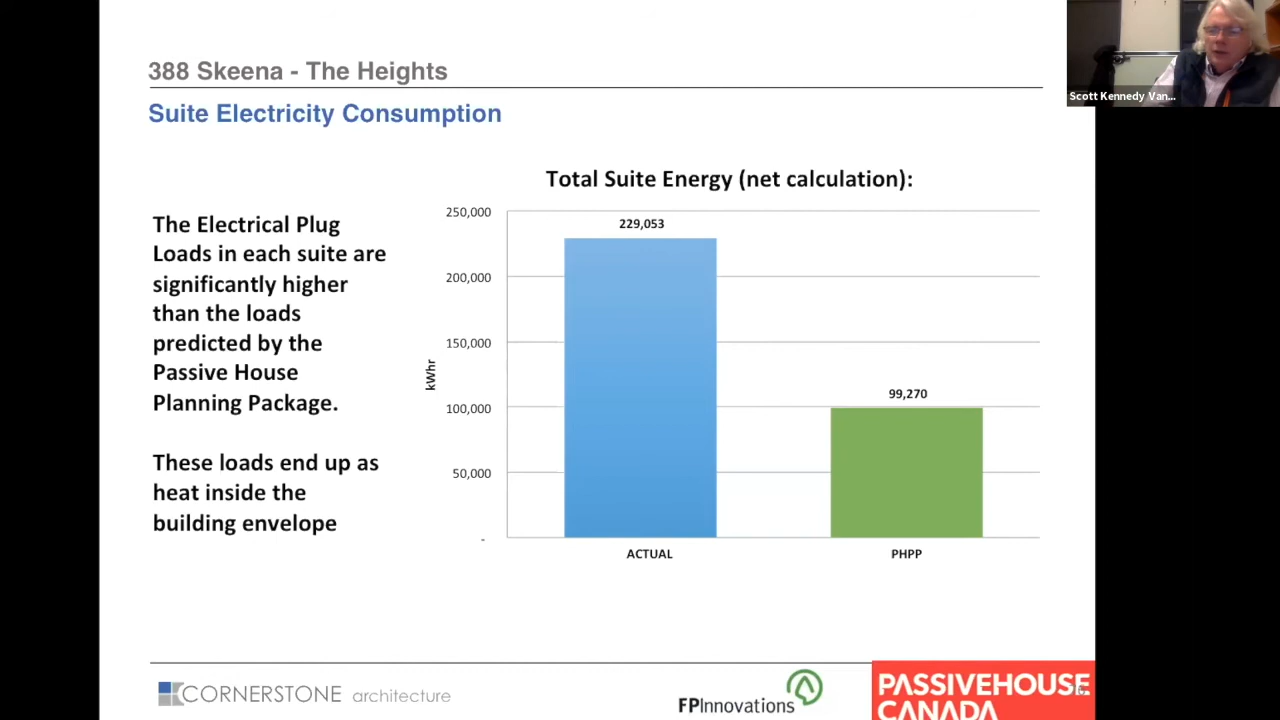 388 Skeena - The Heights
Suite Electricity Consumption
Scott Kennedy Van...
Total Suite Energy (net calculation):
The Electrical Plug
Loads in each suite are
significantly higher
than the loads
predicted by the
Passive House
Planning Package.
These loads end up as
heat inside the
building envelope
kWhr
250,000
200,000
150,000
100,000
50,000
-
229,053
99,270
ACTUAL
PHPP
CORNERSTONE architecture
FPInnovations
PASSIVEHOUSE
CANADA